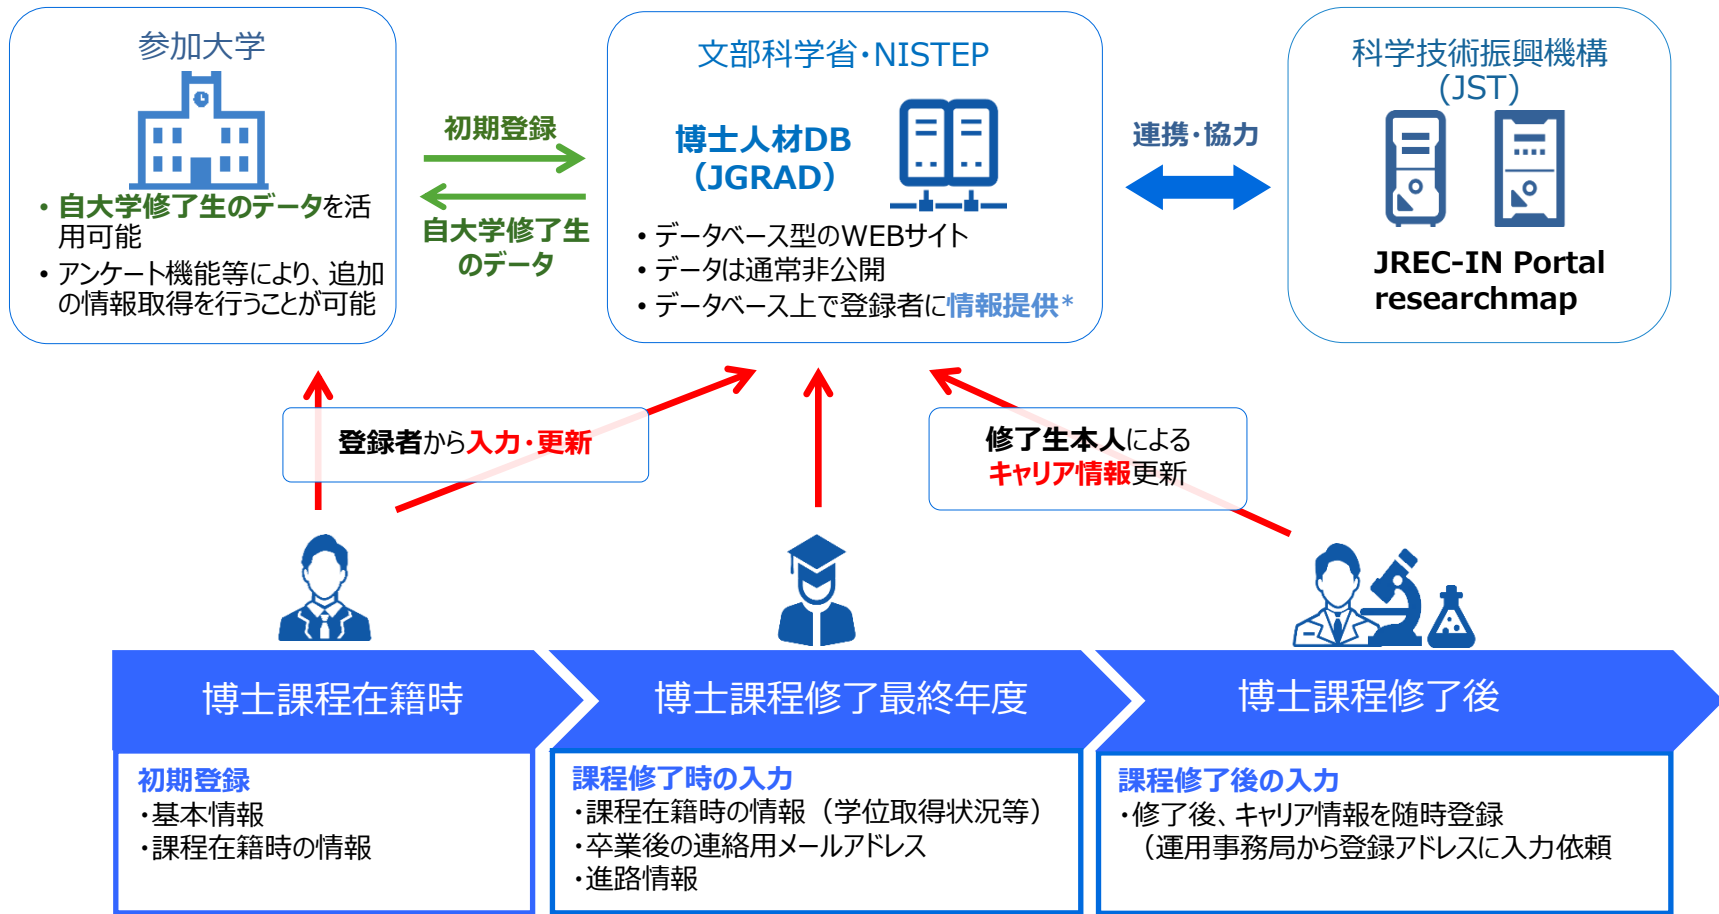 参加大学
・自大学修了生のデータを活
用可能
・アンケート機能等により、追加
の情報取得を行うことが可能
初期登録
自大学修了生
のデータ
文部科学省・NISTEP
博士人材DB
（JGRAD）
・データベース型のWEBサイト
・データは通常非公開
・データベース上で登録者に情報提供*
連携・協力
科学技術振興機構
(JST)
JREC-IN Portal
researchmap
登録者から入力・更新
修了生本人による
キャリア情報更新
博士課程在籍時
博士課程修了最終年度
博士課程修了後
初期登録
・基本情報
・課程在籍時の情報
課程修了時の入力
・課程在籍時の情報（学位取得状況等）
・卒業後の連絡用メールアドレス
・進路情報
課程修了後の入力
・修了後、キャリア情報を随時登録
（運用事務局から登録アドレスに入力依頼